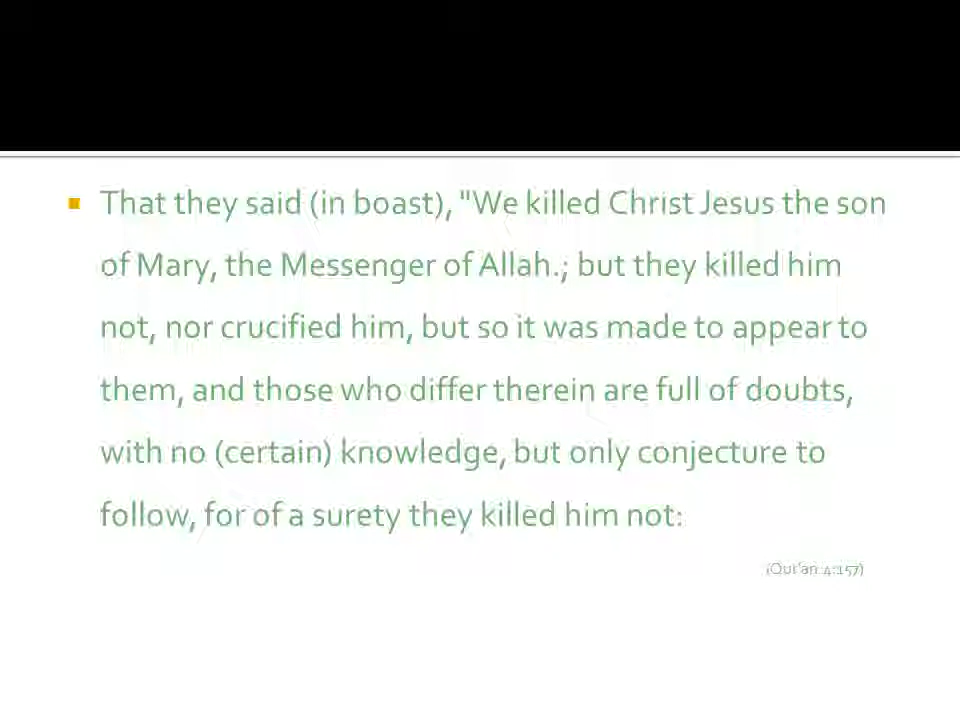 That they said (in boast), "We killed Christ Jesus the son
of Mary, the Messenger of Allah.; but they killed him
not, nor crucified him, but so it was made to appear to
them, and those who differ therein are full of doubts,
with no (certain) knowledge, but only conjecture to
follow, for of a surety they killed him not:
(Qur'an 4:157)